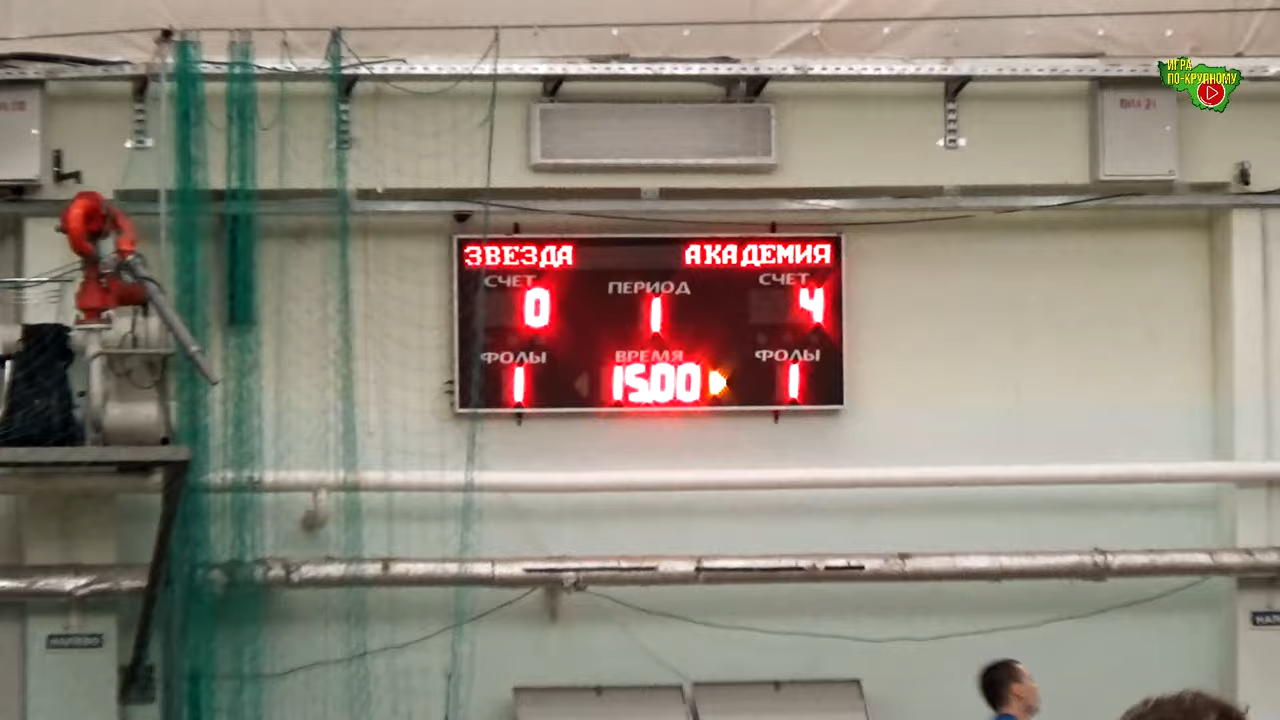 ИГРА
ПО-КРУПНОМУ
ЗВЕЗДА
АКАДЕМИЯ
СЧЕТ
ПЕРИОД
СЧЕТ
0
1
4
ФОЛЫ
ВРЕМЯ
ФОЛЫ
1
15:00
1